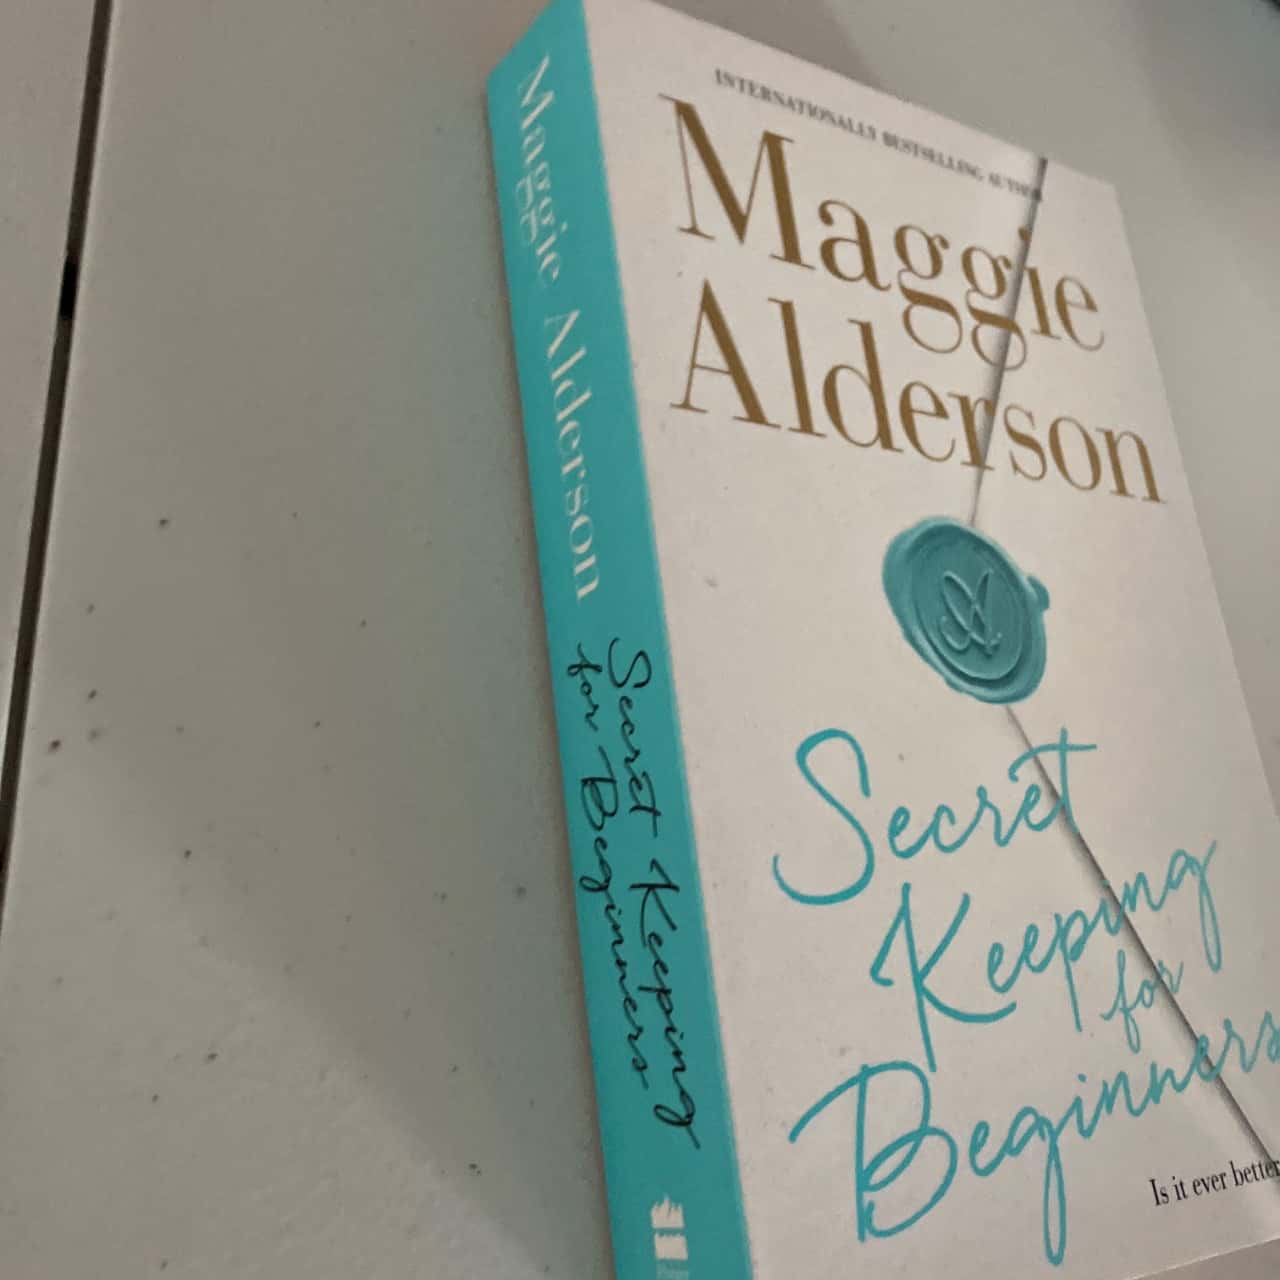 Maggie Alderson
Secret Keeping
for Beginners
INTERNATIONALLY BESTSELLING AUTHOR
Maggie
Alderson
Secret
Keeping
for
Beginners
Is it ever better